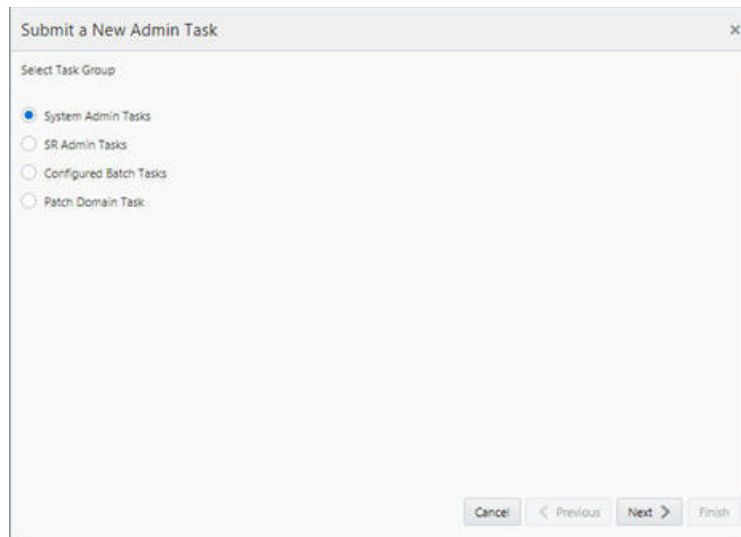 Submit a New Admin Task
Select Task Group
System Admin Tasks
SR Admin Tasks
Configured Batch Tasks
Patch Domain Task
Cancel Previous Next Finish